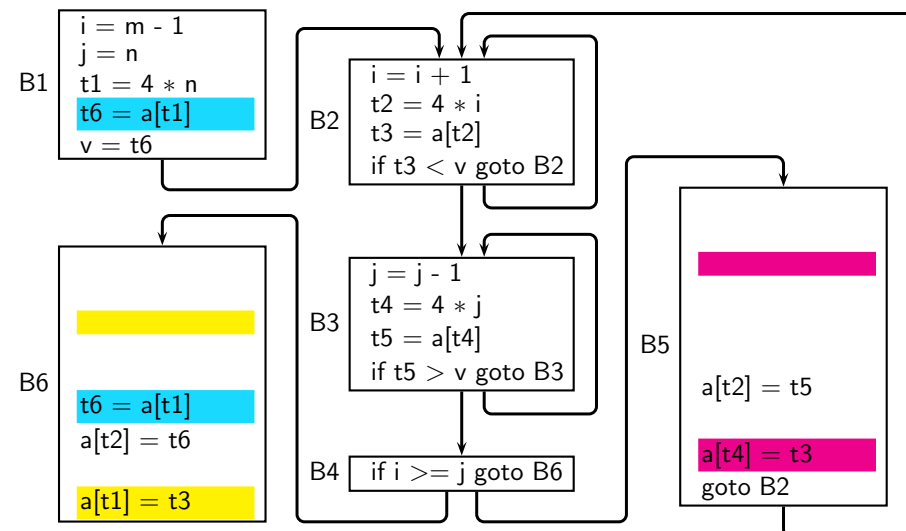 B1
i = m - 1
j = n
t1 = 4 * n
t6 = a[t1]
v = t6
B2
i = i + 1
t2 = 4 * i
t3 = a[t2]
if t3 < v goto B2
B3
j = j - 1
t4 = 4 * j
t5 = a[t4]
if t5 > v goto B3
B4
if i >= j goto B6
B5
a[t2] = t5
a[t4] = t3
goto B2
B6
t6 = a[t1]
a[t2] = t6
a[t1] = t3